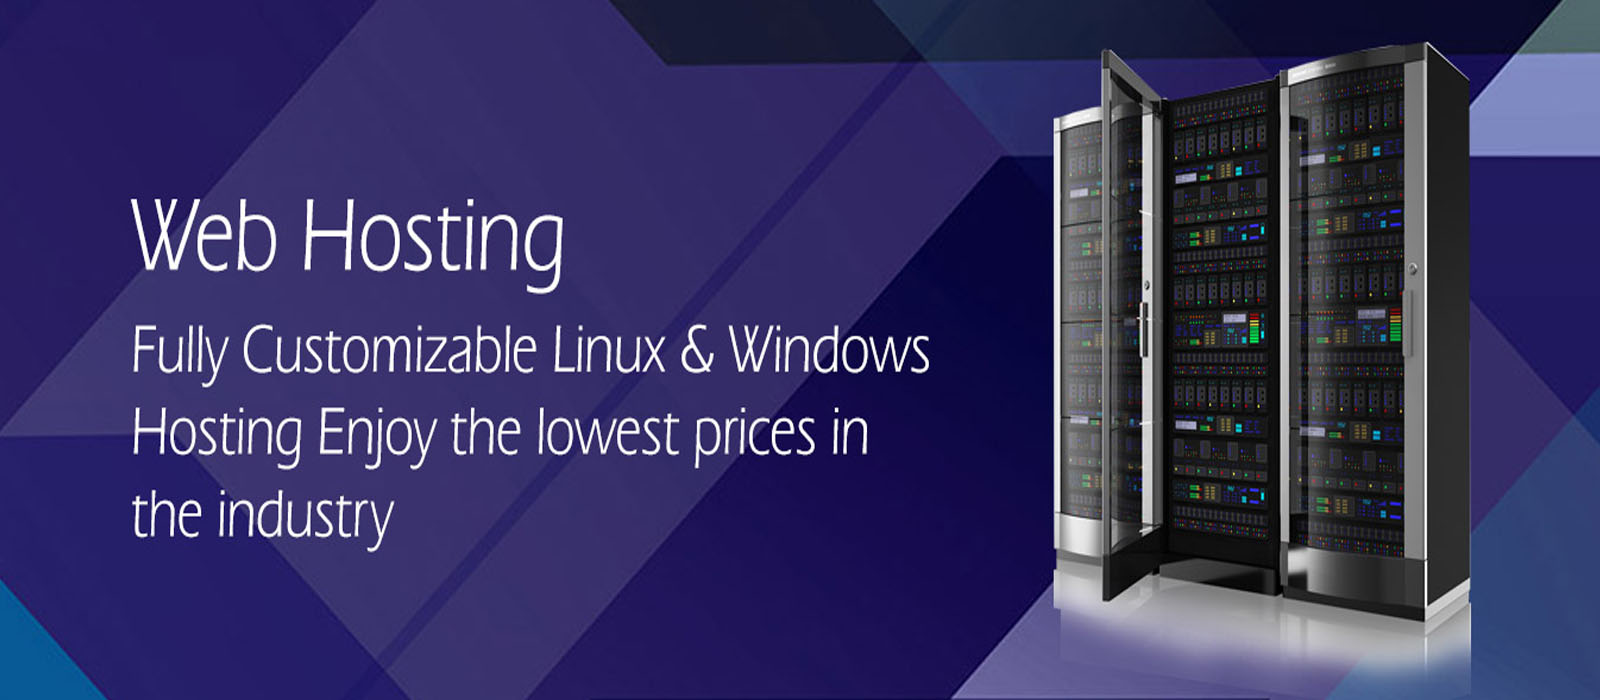 Web Hosting
Fully Customizable Linux & Windows
Hosting Enjoy the lowest prices in
the industry